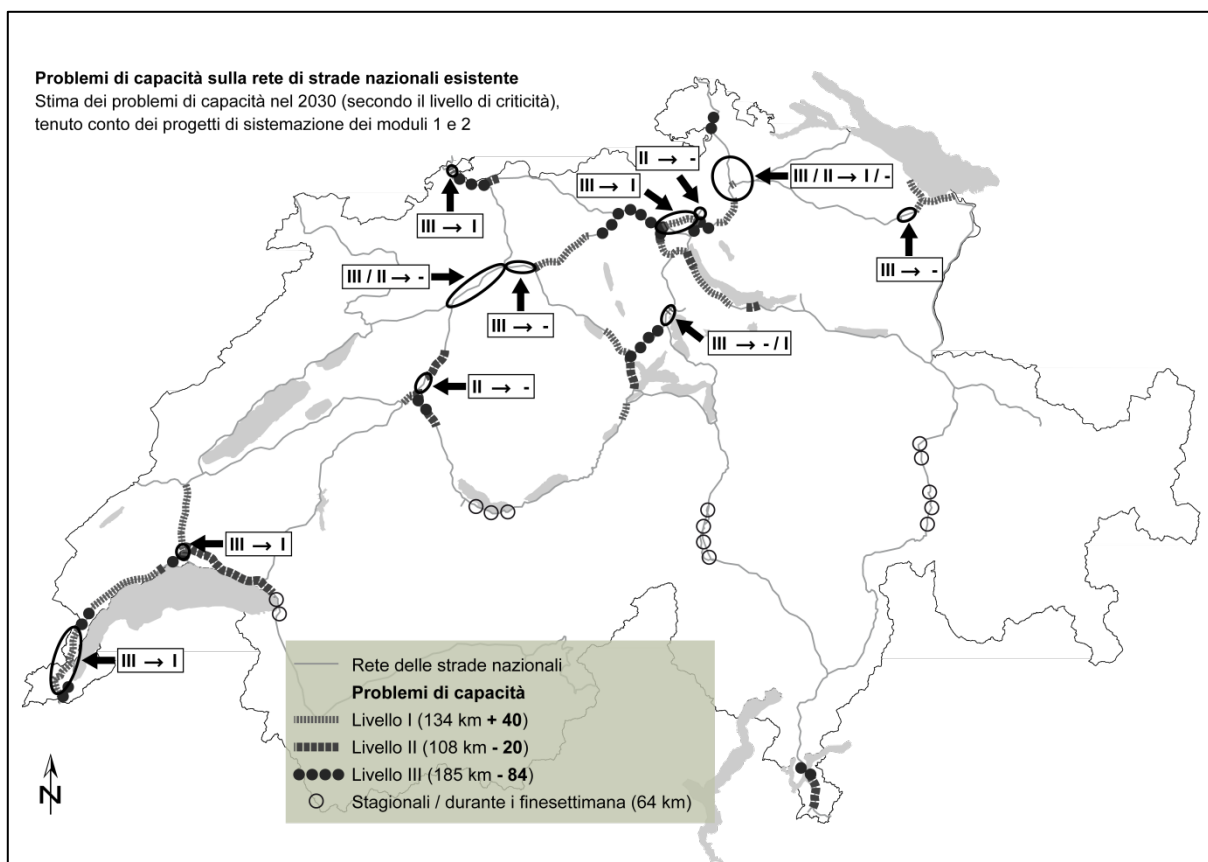 Problemi di capacità sulla rete di strade nazionali esistente
Stima dei problemi di capacità nel 2030 (secondo il livello di criticità),
tenuto conto dei progetti di sistemazione dei moduli 1 e 2
II → -
III → I
III / II → I / -
III → I
III / II → -
III → -
III → -
III → - / I
II → -
III → I
III → I
Rete delle strade nazionali
Problemi di capacità
Livello I (134 km + 40)
Livello II (108 km - 20)
Livello III (185 km - 84)
Stagionali / durante i finesettimana (64 km)
N